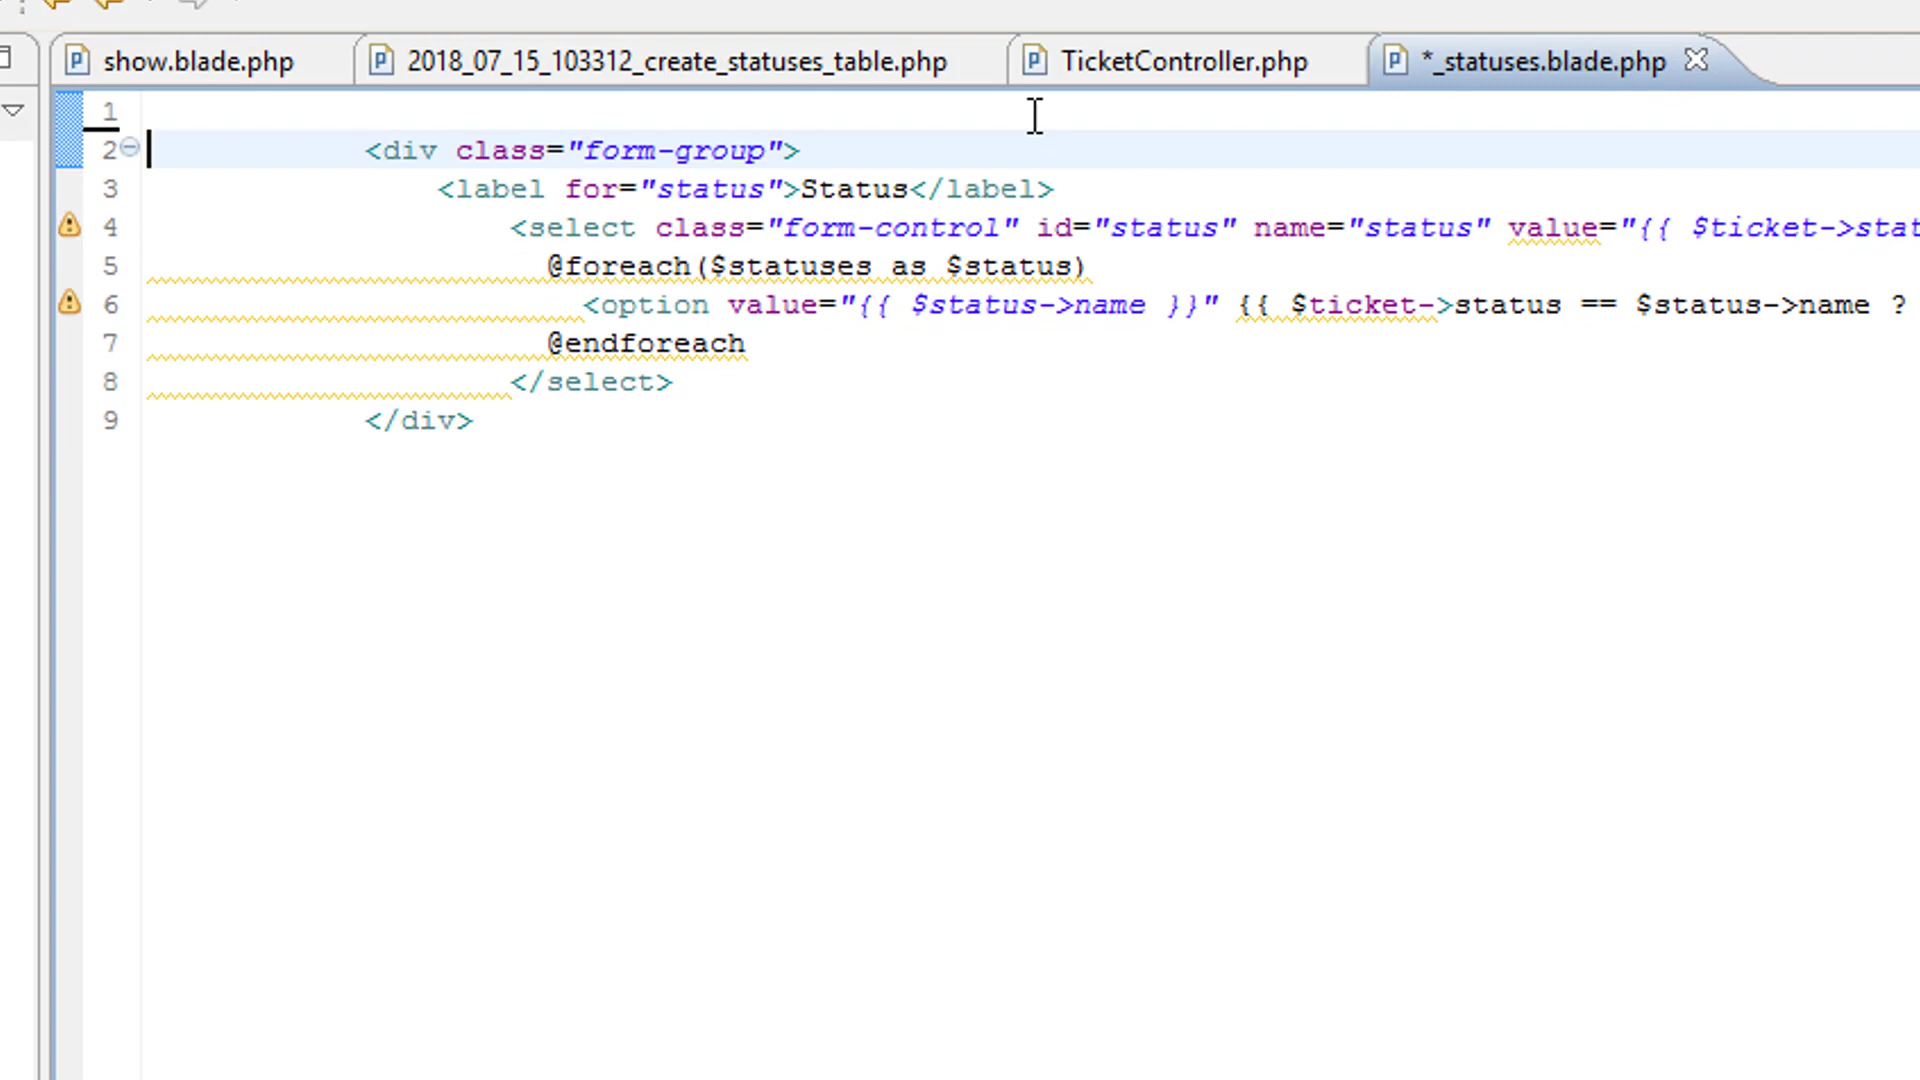 show.blade.php 2018_07_15_103312_create_statuses_table.php TicketController.php *_statuses.blade.php
1
2 <div class="form-group">
3 <label for="status">Status</label>
4 <select class="form-control" id="status" name="status" value="{{ $ticket->stat
5 @foreach($statuses as $status)
6 <option value="{{ $status->name }}" {{ $ticket->status == $status->name ?
7 @endforeach
8 </select>
9 </div>